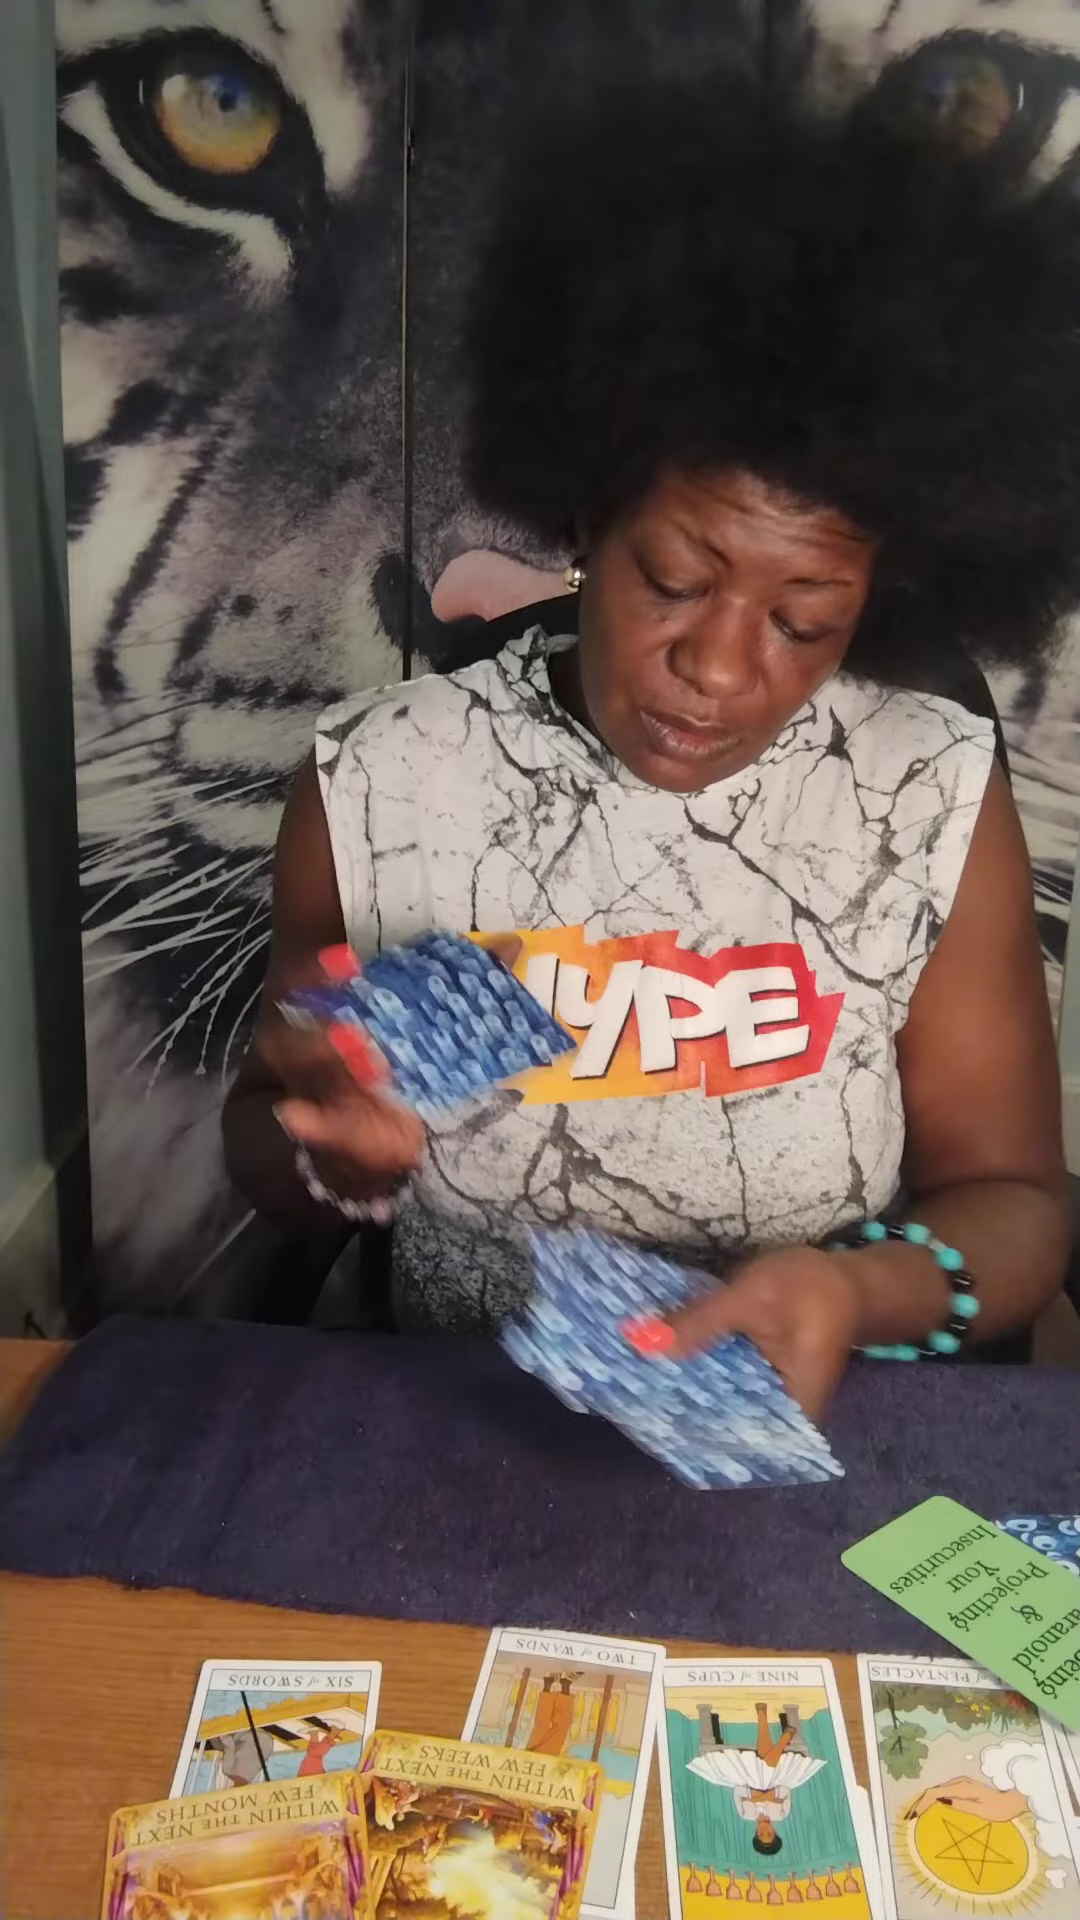 HYPE
Being
Paranoid
&
Projecting
Your
Insecurities
SIX of SWORDS
TWO of WANDS
NINE of CUPS
of PENTACLES
WITHIN THE NEXT
FEW WEEKS
WITHIN THE NEXT
FEW MONTHS